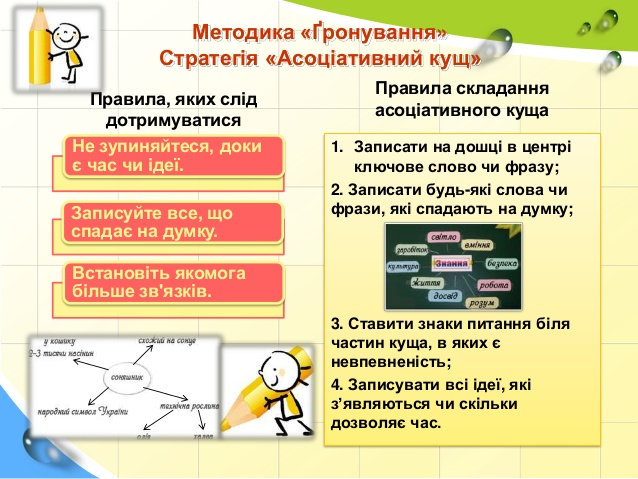 Методика «Ґронування»
Стратегія «Асоціативний кущ»
Правила, яких слід
дотримуватися
Не зупиняйтеся, доки
є час чи ідеї.
Записуйте все, що
спадає на думку.
Встановіть якомога
більше зв'язків.
у кошику
2-3 тисячі насінин
схожий на сонце
соняшник
народний символ України
технічна рослина
олія
халва
Правила складання
асоціативного куща
1. Записати на дошці в центрі
ключове слово чи фразу;
2. Записати будь-які слова чи
фрази, які спадають на думку;
світло
заробіток
вміння
культура
Знання
безпека
життя
робота
досвід
розум
3. Ставити знаки питання біля
частин куща, в яких є
невпевненість;
4. Записувати всі ідеї, які
з’являються чи скільки
дозволяє час.